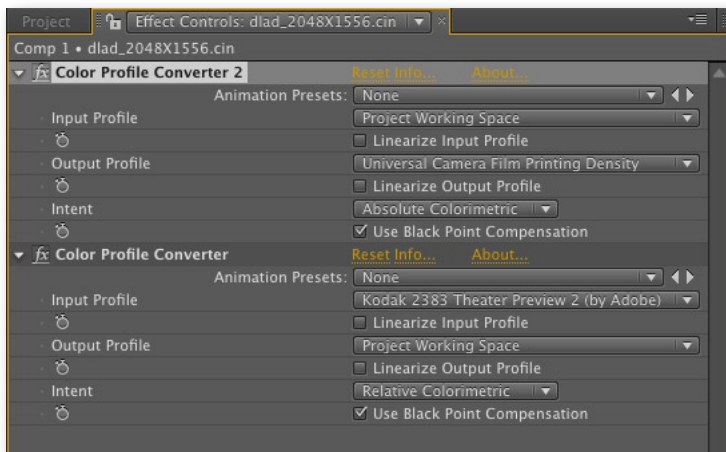 Project Effect Controls: dlad_2048X1556.cin
Comp 1 • dlad_2048X1556.cin
fx Color Profile Converter 2 Reset Info... About...
Animation Presets: None
Input Profile Project Working Space
Linearize Input Profile
Output Profile Universal Camera Film Printing Density
Linearize Output Profile
Intent Absolute Colorimetric
Use Black Point Compensation
fx Color Profile Converter Reset Info... About...
Animation Presets: None
Input Profile Kodak 2383 Theater Preview 2 (by Adobe)
Linearize Input Profile
Output Profile Project Working Space
Linearize Output Profile
Intent Relative Colorimetric
Use Black Point Compensation